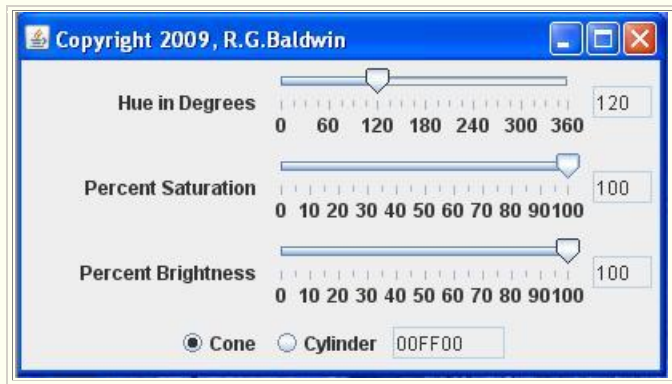 Copyright 2009, R.G.Baldwin
Hue in Degrees
0 60 120 180 240 300 360
120
Percent Saturation
0 10 20 30 40 50 60 70 80 90100
100
Percent Brightness
0 10 20 30 40 50 60 70 80 90100
100
Cone Cylinder 00FF00